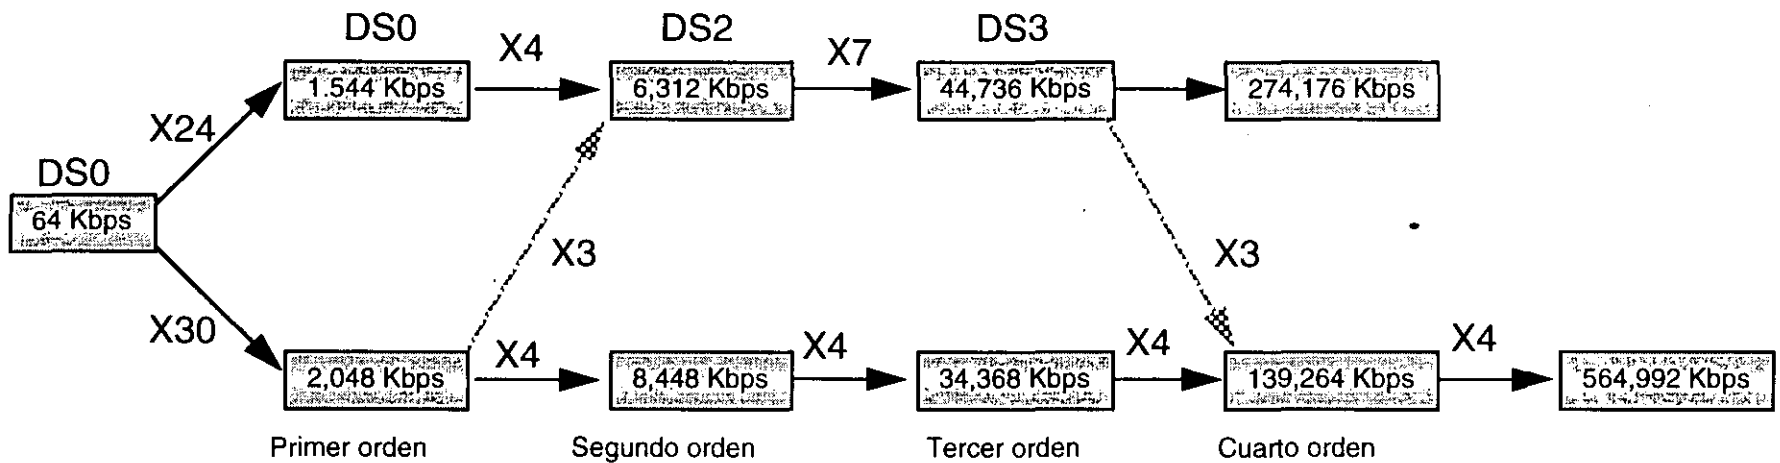 DS0
X4
DS2
X7
DS3
1.544 Kbps
6,312 Kbps
44,736 Kbps
274,176 Kbps
X24
DS0
64 Kbps
X3
X3
X30
X4
X4
X4
X4
2,048 Kbps
8,448 Kbps
34,368 Kbps
139,264 Kbps
564,992 Kbps
Primer orden
Segundo orden
Tercer orden
Cuarto orden